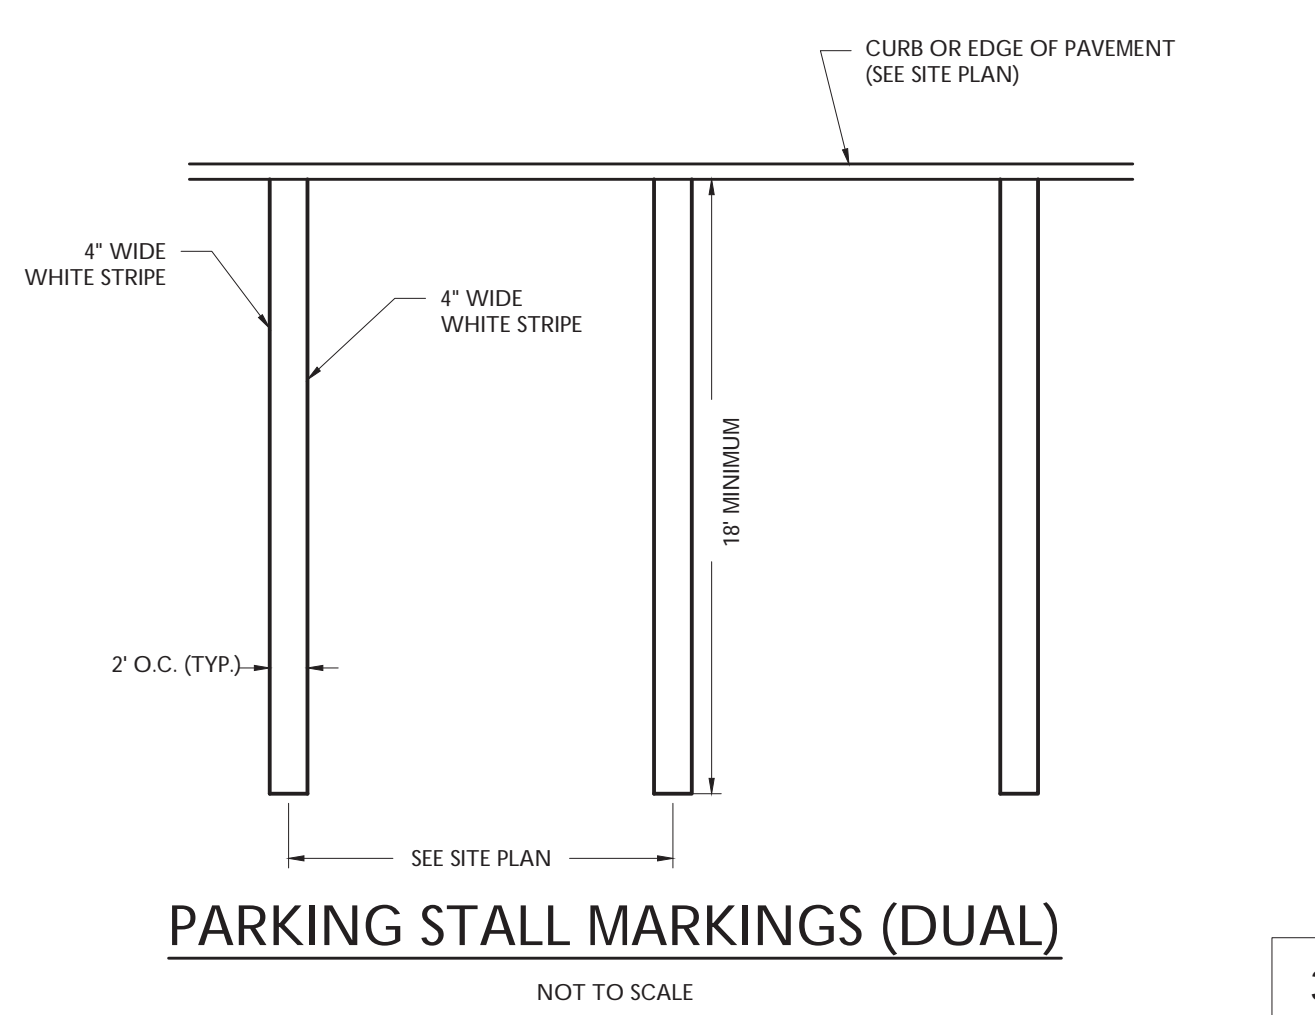 CURB OR EDGE OF PAVEMENT
(SEE SITE PLAN)
4" WIDE
WHITE STRIPE
4" WIDE
WHITE STRIPE
18' MINIMUM
2' O.C. (TYP.)
SEE SITE PLAN
PARKING STALL MARKINGS (DUAL)
NOT TO SCALE